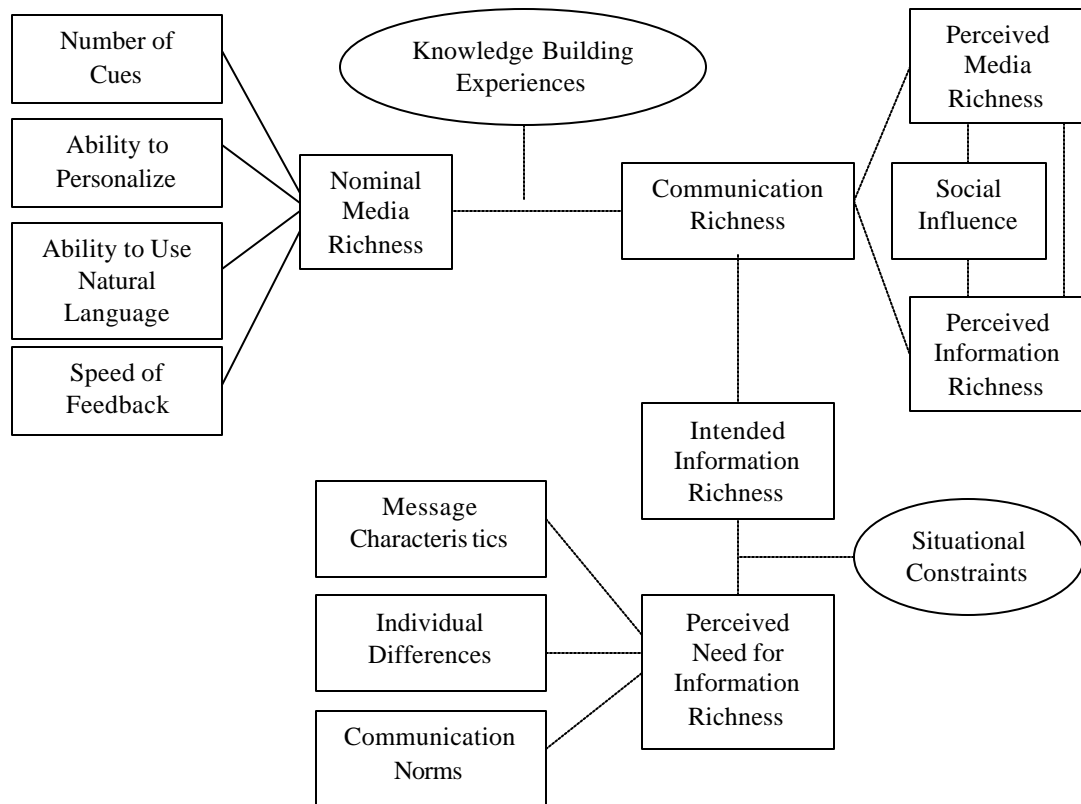 Number of
Cues
Ability to
Personalize
Ability to Use
Natural
Language
Speed of
Feedback
Nominal
Media
Richness
Knowledge Building
Experiences
Communication
Richness
Perceived
Media
Richness
Social
Influence
Perceived
Information
Richness
Intended
Information
Richness
Situational
Constraints
Message
Characteris tics
Individual
Differences
Communication
Norms
Perceived
Need for
Information
Richness